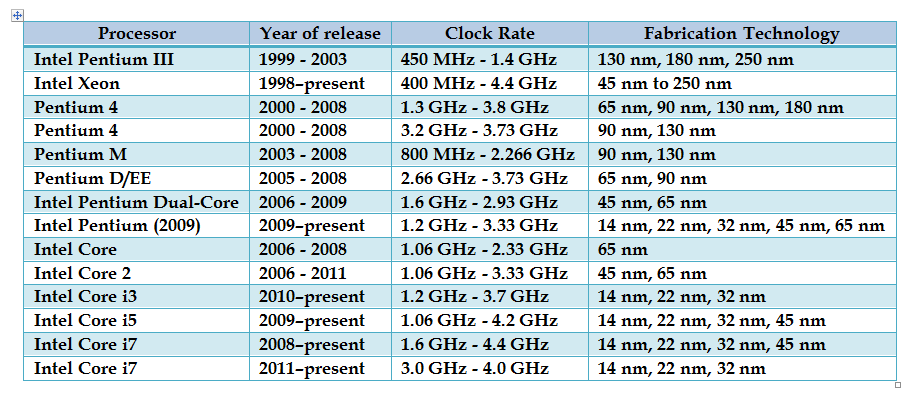 Processor Year of release Clock Rate Fabrication Technology
Intel Pentium III 1999 - 2003 450 MHz - 1.4 GHz 130 nm, 180 nm, 250 nm
Intel Xeon 1998–present 400 MHz - 4.4 GHz 45 nm to 250 nm
Pentium 4 2000 - 2008 1.3 GHz - 3.8 GHz 65 nm, 90 nm, 130 nm, 180 nm
Pentium 4 2000 - 2008 3.2 GHz - 3.73 GHz 90 nm, 130 nm
Pentium M 2003 - 2008 800 MHz - 2.266 GHz 90 nm, 130 nm
Pentium D/EE 2005 - 2008 2.66 GHz - 3.73 GHz 65 nm, 90 nm
Intel Pentium Dual-Core 2006 - 2009 1.6 GHz - 2.93 GHz 45 nm, 65 nm
Intel Pentium (2009) 2009–present 1.2 GHz - 3.33 GHz 14 nm, 22 nm, 32 nm, 45 nm, 65 nm
Intel Core 2006 - 2008 1.06 GHz - 2.33 GHz 65 nm
Intel Core 2 2006 - 2011 1.06 GHz - 3.33 GHz 45 nm, 65 nm
Intel Core i3 2010–present 1.2 GHz - 3.7 GHz 14 nm, 22 nm, 32 nm
Intel Core i5 2009–present 1.06 GHz - 4.2 GHz 14 nm, 22 nm, 32 nm, 45 nm
Intel Core i7 2008–present 1.6 GHz - 4.4 GHz 14 nm, 22 nm, 32 nm, 45 nm
Intel Core i7 2011–present 3.0 GHz - 4.0 GHz 14 nm, 22 nm, 32 nm